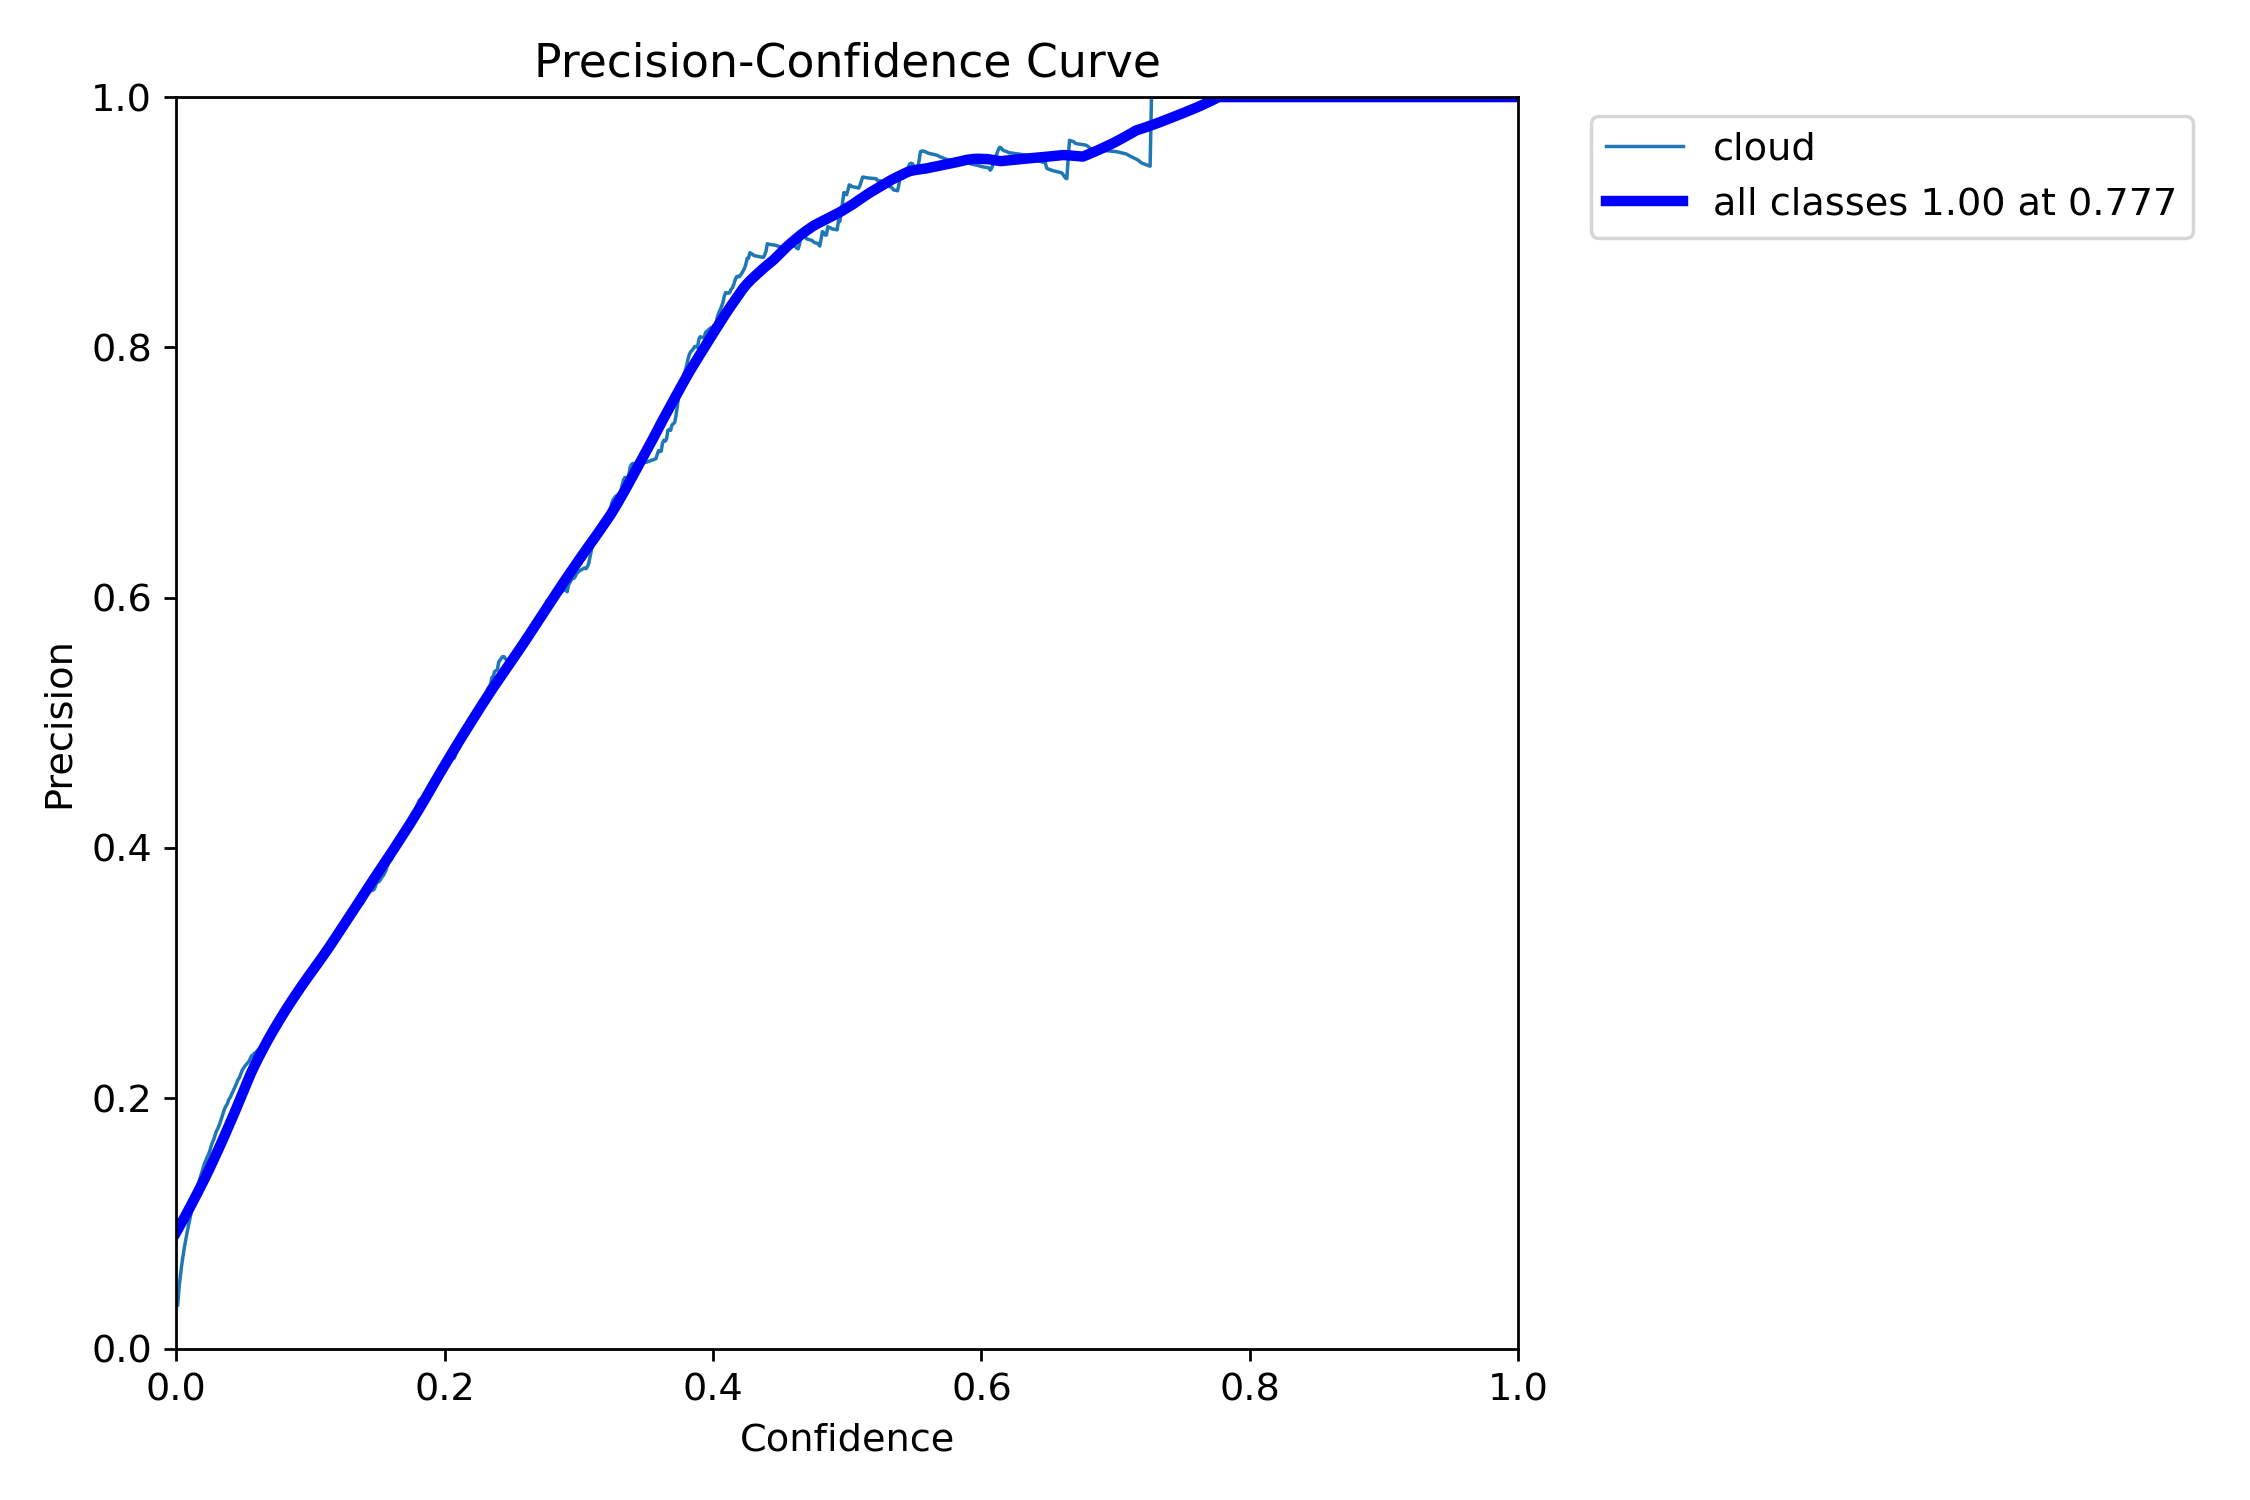 Precision-Confidence Curve
1.0
0.8
0.6
0.4
0.2
0.0
Precision
0.0 0.2 0.4 0.6 0.8 1.0
Confidence
cloud
all classes 1.00 at 0.777